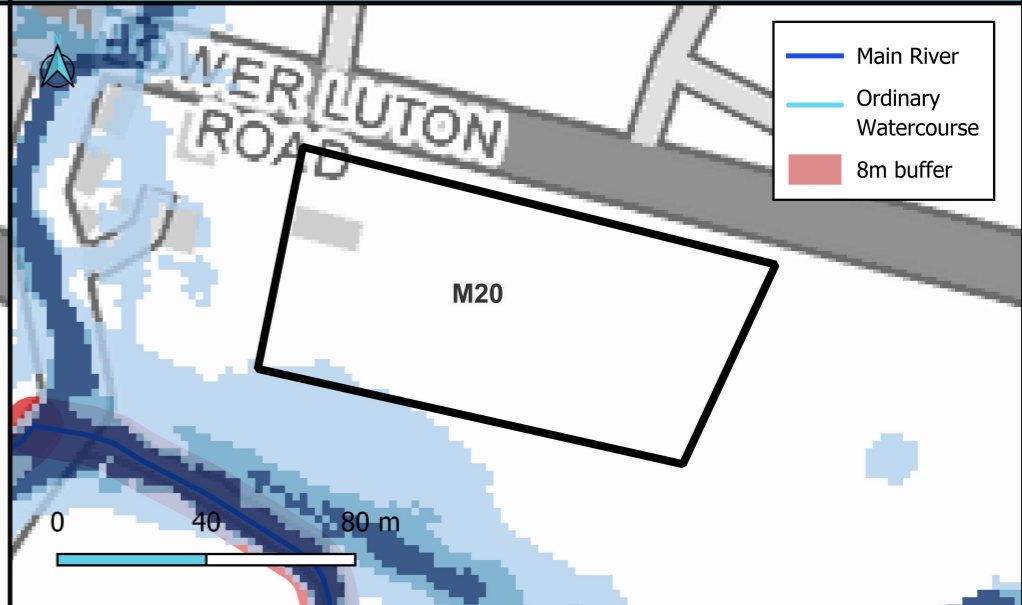 N
WER LUTON
ROAD
M20
Main River
Ordinary
Watercourse
8m buffer
0 40 80 m